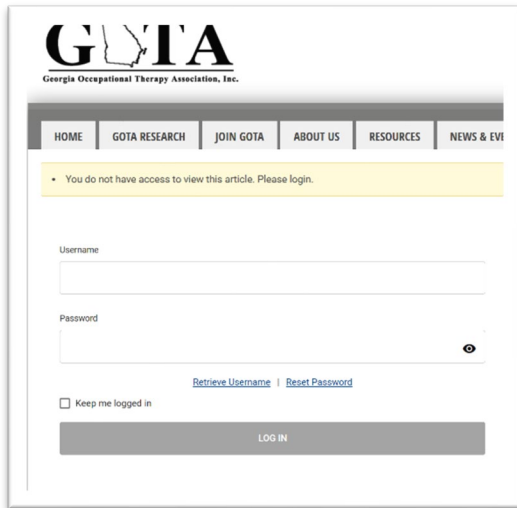 GOTA
Georgia Occupational Therapy Association, Inc.
HOME GOTA RESEARCH JOIN GOTA ABOUT US RESOURCES NEWS & EVE
• You do not have access to view this article. Please login.
Username
Password
Retrieve Username | Reset Password
Keep me logged in
LOG IN